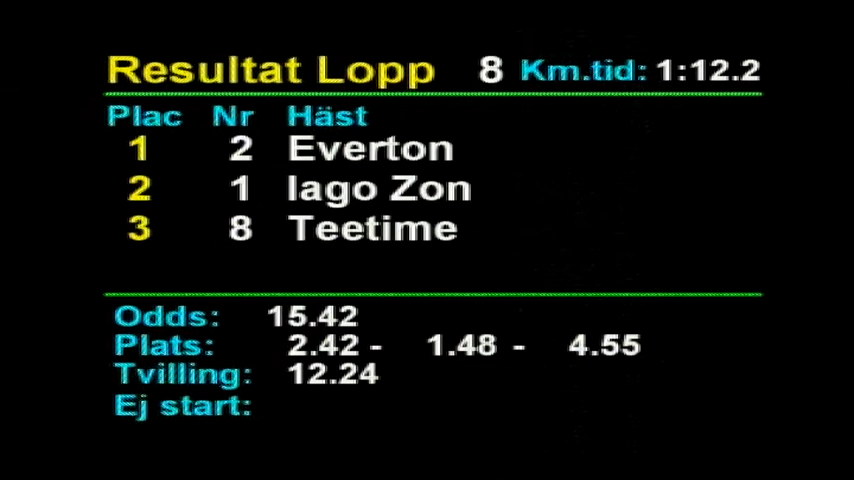 Resultat Lopp 8 Km.tid: 1:12.2
Plac Nr Häst
1 2 Everton
2 1 Iago Zon
3 8 Teetime
Odds: 15.42
Plats: 2.42 - 1.48 - 4.55
Tvilling: 12.24
Ej start: